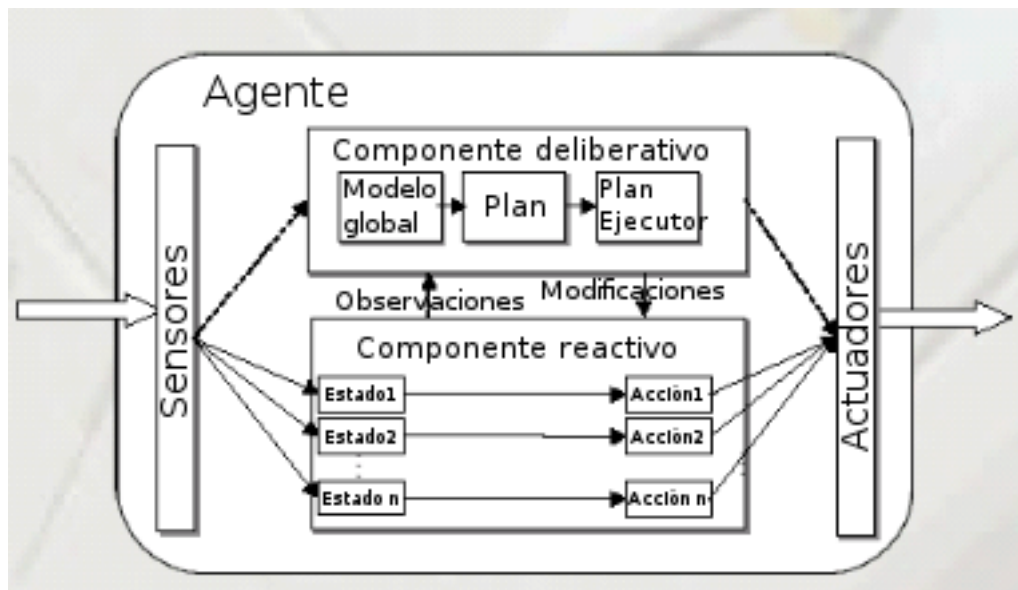 Agente
Componente deliberativo
Modelo
global
Plan
Plan
Ejecutor
Sensores
Observaciones
Modificaciones
Componente reactivo
Estado1
Acción1
Estado2
Acción2
Estado n
Acción n
Actuadores